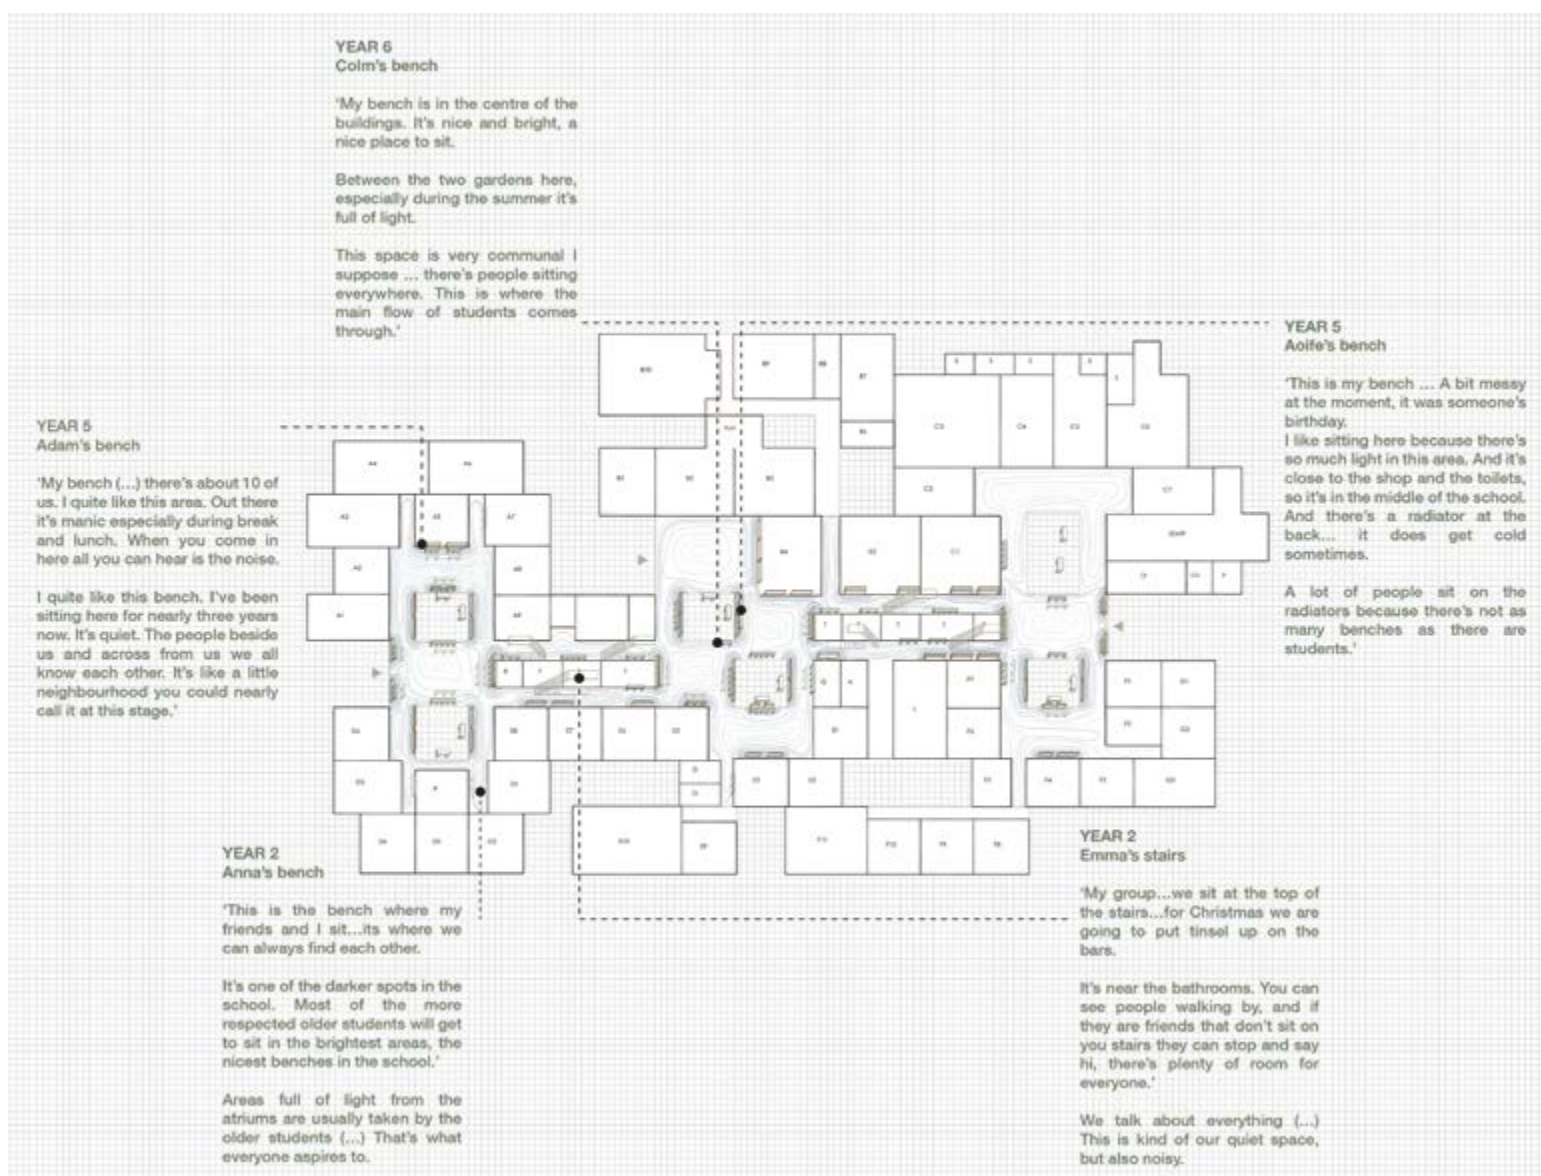 YEAR 6
Colm's bench
'My bench is in the centre of the
buildings. It's nice and bright, a
nice place to sit.
Between the two gardens here,
especially during the summer it's
full of light.
This space is very communal I
suppose ... there's people sitting
everywhere. This is where the
main flow of students comes
through.'
YEAR 5
Aoife's bench
'This is my bench ... A bit messy
at the moment, it was someone's
birthday.
I like sitting here because there's
so much light in this area. And it's
close to the shop and the toilets,
so it's in the middle of the school.
And there's a radiator at the
back... it does get cold
sometimes.
A lot of people sit on the
radiators because there's not as
many benches as there are
students.'
YEAR 5
Adam's bench
'My bench (...) there's about 10 of
us. I quite like this area. Out there
it's manic especially during break
and lunch. When you come in
here all you can hear is the noise.
I quite like this bench. I've been
sitting here for nearly three years
now. It's quiet. The people beside
us and across from us we all
know each other. It's like a little
neighbourhood you could nearly
call it at this stage.'
YEAR 2
Anna's bench
'This is the bench where my
friends and I sit...its where we
can always find each other.
It's one of the darker spots in the
school. Most of the more
respected older students will get
to sit in the brightest areas, the
nicest benches in the school.'
Areas full of light from the
atriums are usually taken by the
older students (...) That's what
everyone aspires to.
YEAR 2
Emma's stairs
'My group...we sit at the top of
the stairs...for Christmas we are
going to put tinsel up on the
bars.
It's near the bathrooms. You can
see people walking by, and if
they are friends that don't sit on
you stairs they can stop and say
hi, there's plenty of room for
everyone.'
We talk about everything (...)
This is kind of our quiet space,
but also noisy.